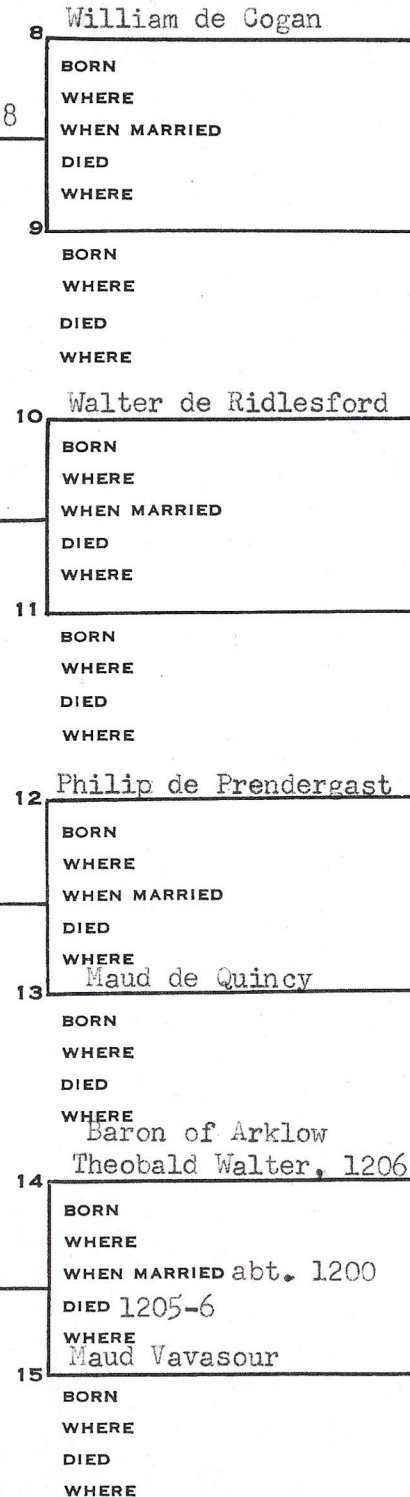 William de Cogan
8
BORN
WHERE
8
WHEN MARRIED
DIED
WHERE
9
BORN
WHERE
DIED
WHERE
Walter de Ridlesford
10
BORN
WHERE
WHEN MARRIED
DIED
WHERE
11
BORN
WHERE
DIED
WHERE
Philip de Prendergast
12
BORN
WHERE
WHEN MARRIED
DIED
WHERE
Maud de Quincy
13
BORN
WHERE
DIED
WHERE
Baron of Arklow
Theobald Walter, 1206
14
BORN
WHERE
WHEN MARRIED abt. 1200
DIED 1205-6
WHERE
Maud Vavasour
15
BORN
WHERE
DIED
WHERE